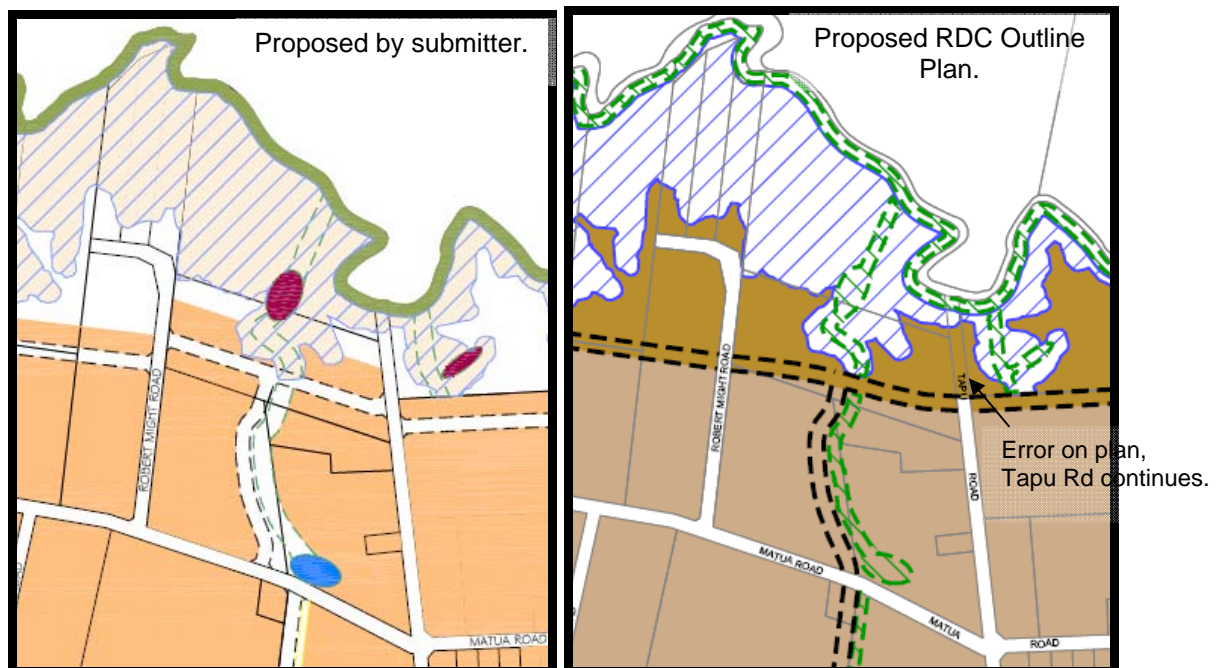 Proposed by submitter.
ROBERT MIGHT ROAD
MATUA ROAD
Proposed RDC Outline
Plan.
ROBERT MIGHT ROAD
TAPU
ROAD
Error on plan,
Tapu Rd continues.
MATUA ROAD
MATUA
ROAD